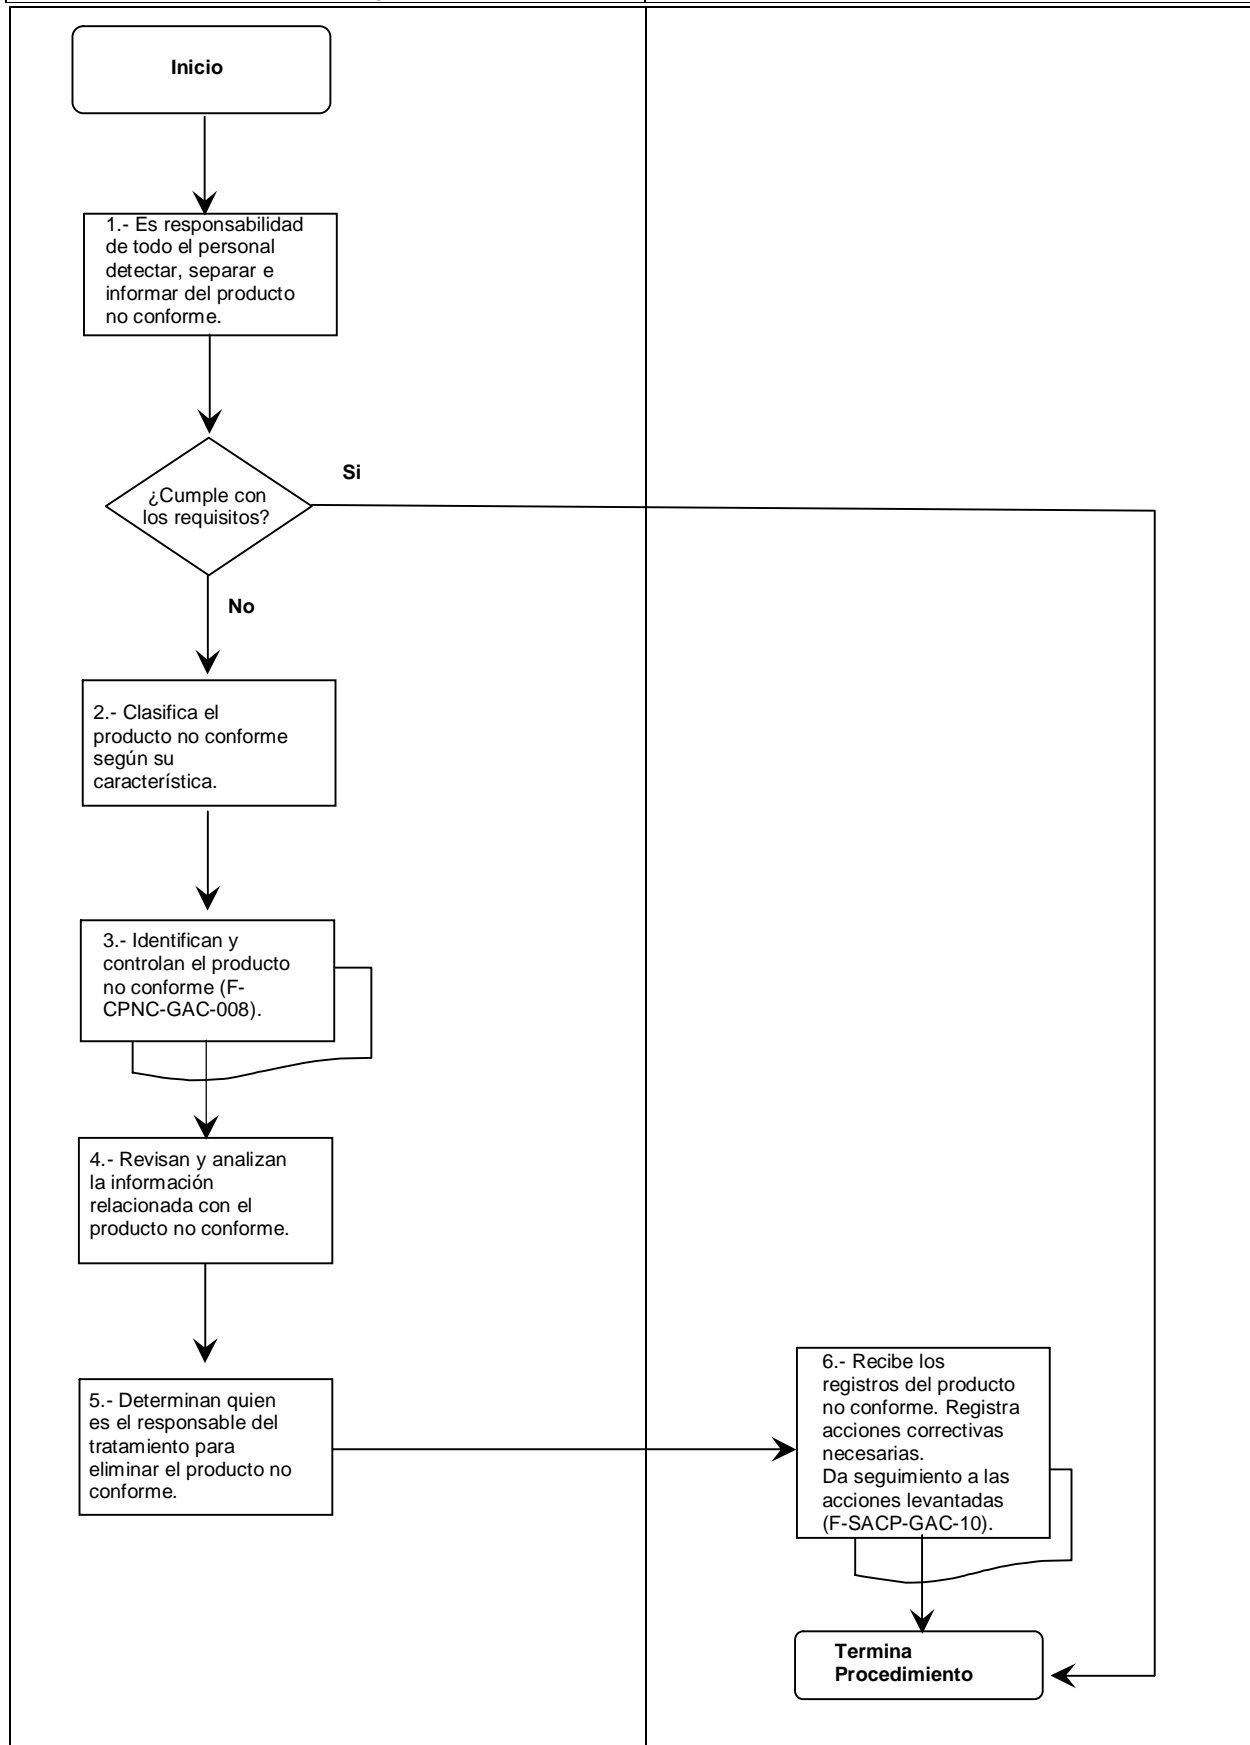 Inicio
1.- Es responsabilidad
de todo el personal
detectar, separar e
informar del producto
no conforme.
Si
¿Cumple con
los requisitos?
No
2.- Clasifica el
producto no conforme
según su
característica.
3.- Identifican y
controlan el producto
no conforme (F-
CPNC-GAC-008).
4.- Revisan y analizan
la información
relacionada con el
producto no conforme.
5.- Determinan quien
es el responsable del
tratamiento para
eliminar el producto no
conforme.
6.- Recibe los
registros del producto
no conforme. Registra
acciones correctivas
necesarias.
Da seguimiento a las
acciones levantadas
(F-SACP-GAC-10).
Termina
Procedimiento